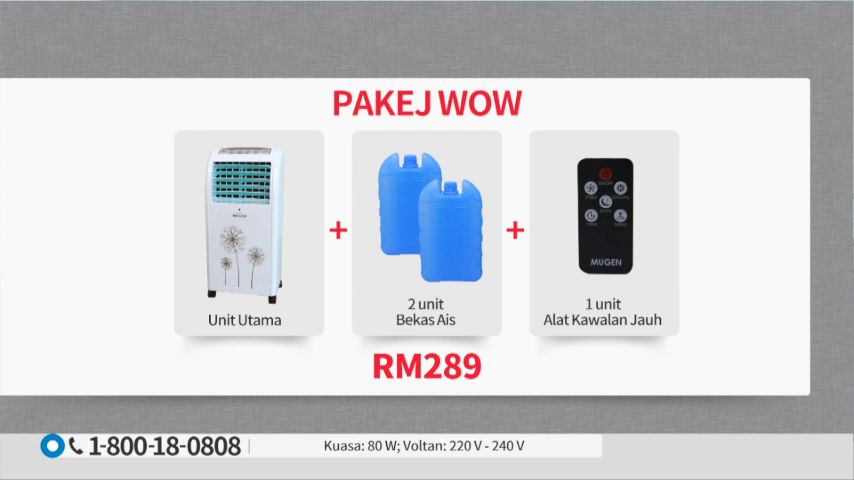 PAKEJ WOW
MUGEN
Unit Utama
+
2 unit
Bekas Ais
+
MUGEN
1 unit
Alat Kawalan Jauh
RM289
1-800-18-0808
Kuasa: 80 W; Voltan: 220 V - 240 V